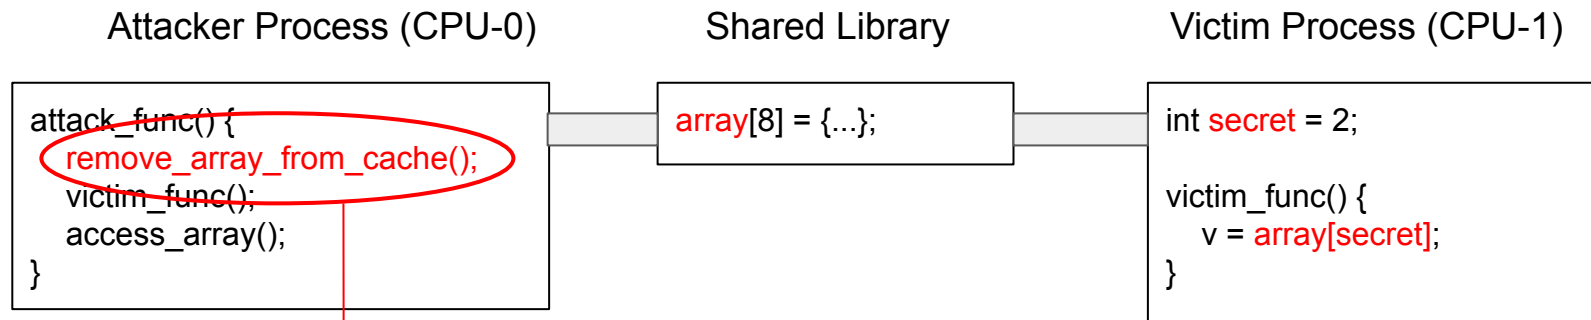 Attacker Process (CPU-0)
Shared Library
Victim Process (CPU-1)
attack_func() {
remove_array_from_cache();
victim_func();
access_array();
}
array[8] = {...};
int secret = 2;
victim_func() {
v = array[secret];
}